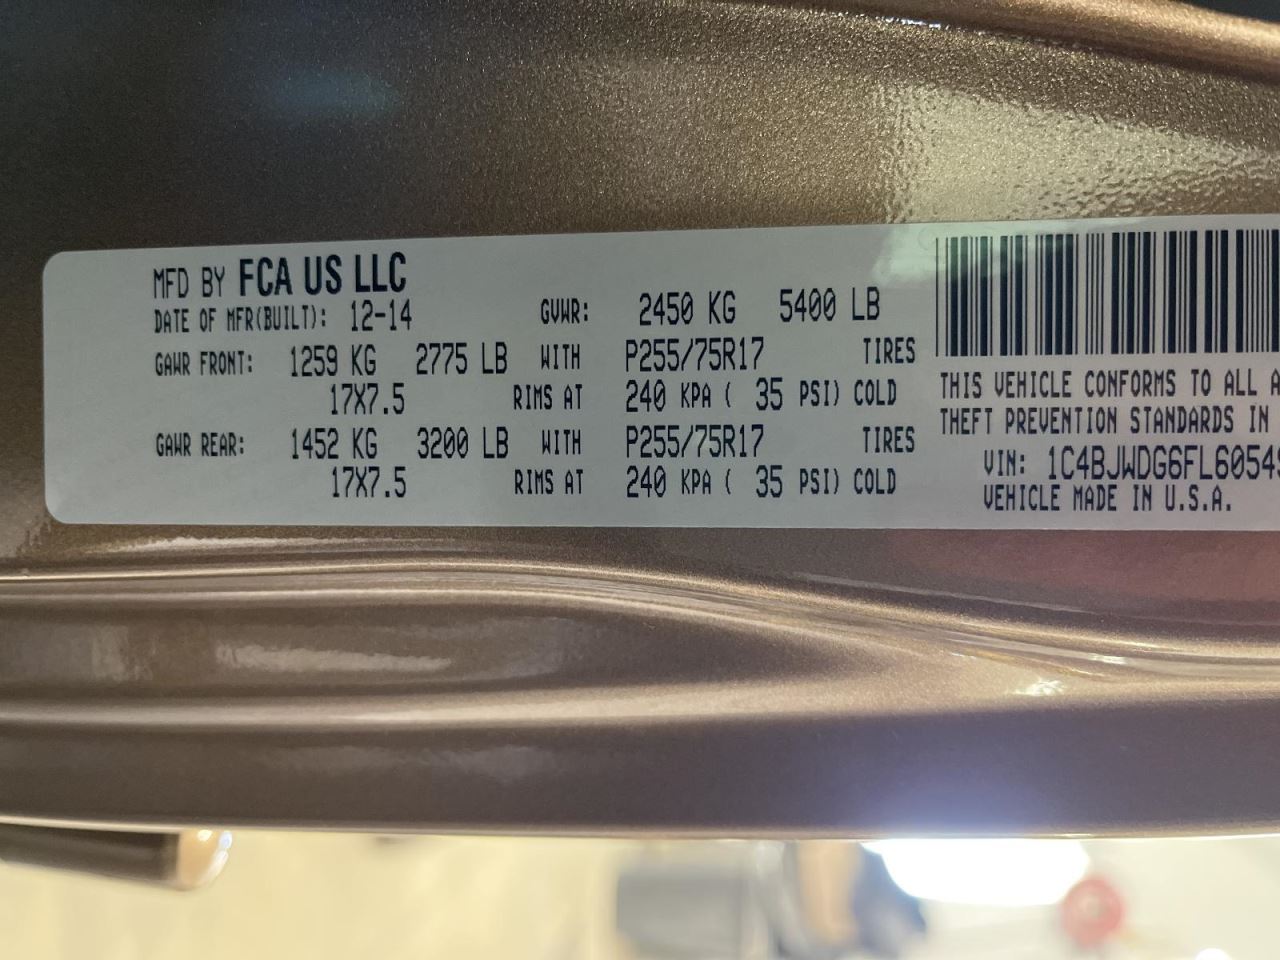 MFD BY FCA US LLC
DATE OF MFR(BUILT): 12-14 GVWR: 2450 KG 5400 LB
GAWR FRONT: 1259 KG 2775 LB WITH P255/75R17 TIRES
17X7.5 RIMS AT 240 KPA ( 35 PSI) COLD
GAWR REAR: 1452 KG 3200 LB WITH P255/75R17 TIRES
17X7.5 RIMS AT 240 KPA ( 35 PSI) COLD
THIS VEHICLE CONFORMS TO ALL A
THEFT PREVENTION STANDARDS IN
VIN: 1C4BJWDG6FL6054
VEHICLE MADE IN U.S.A.